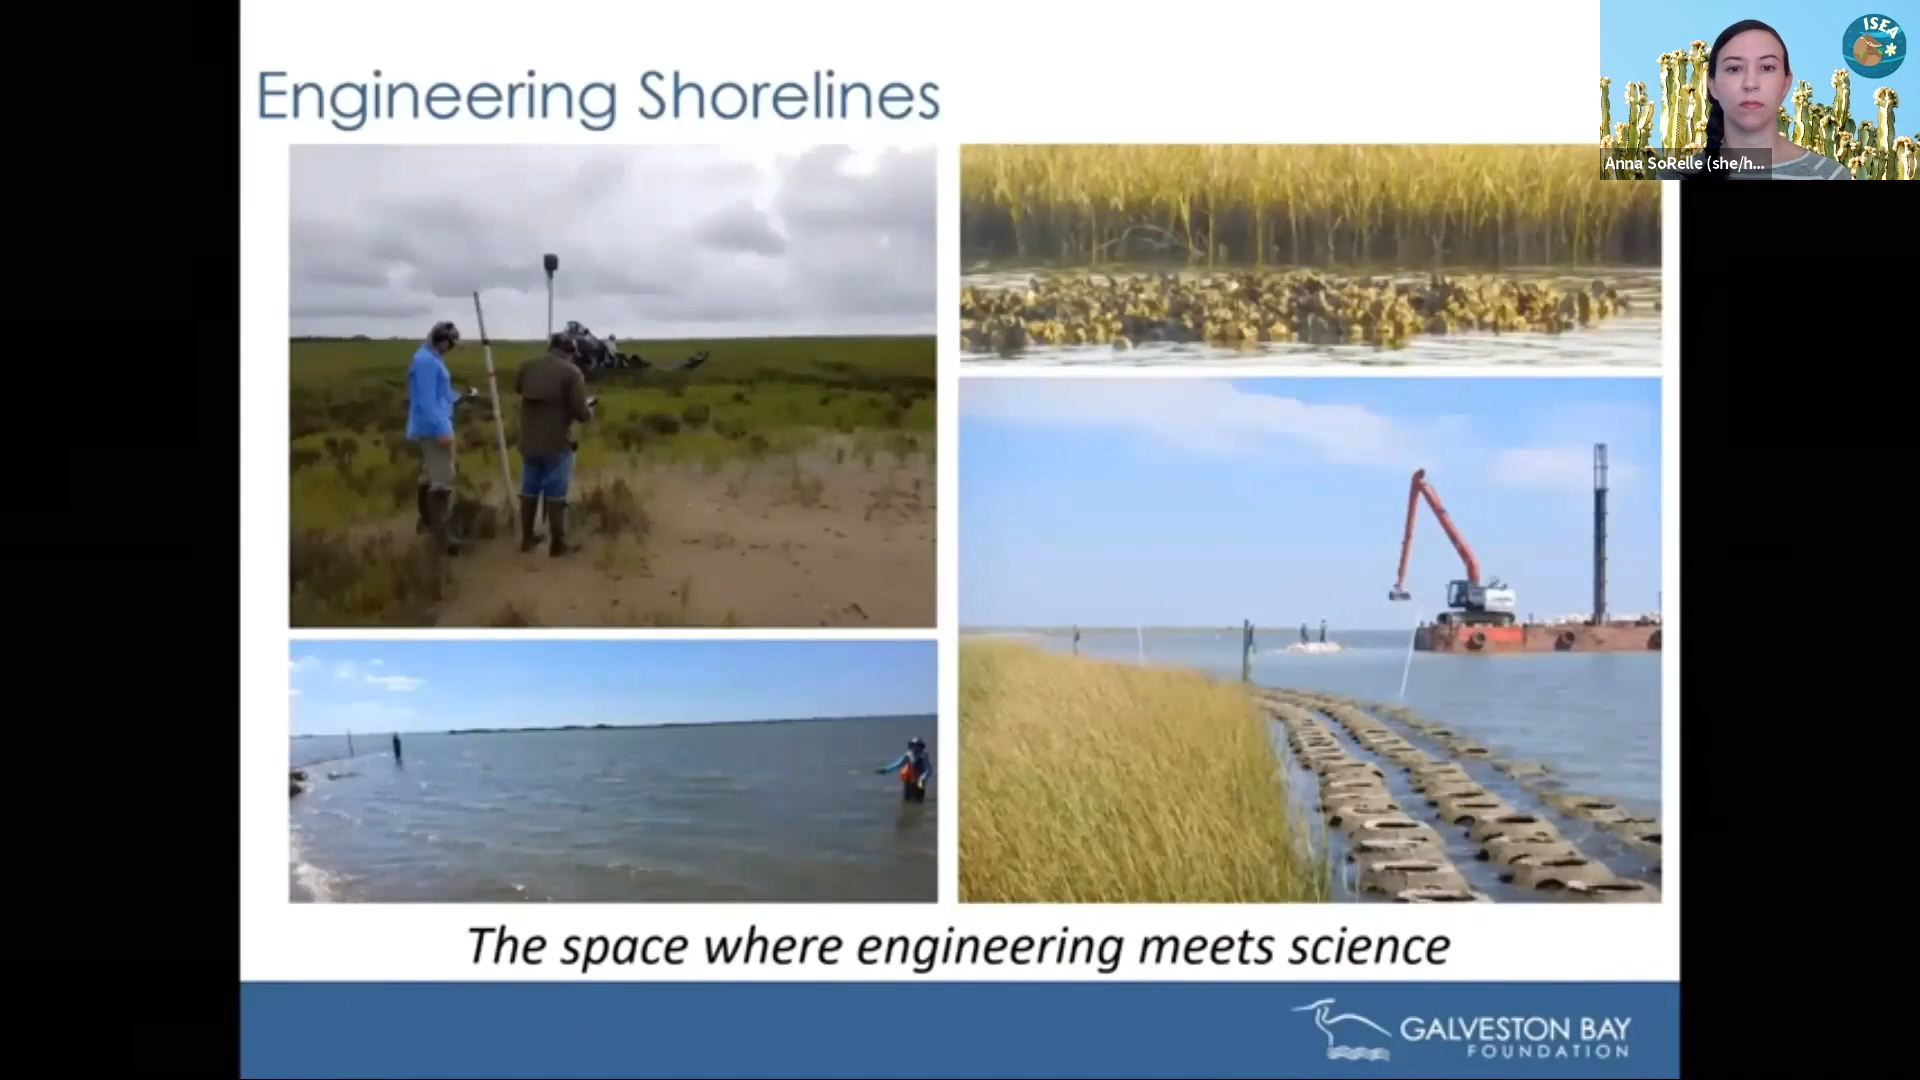 Engineering Shorelines
ISEA
Anna SoRelle (she/h...
The space where engineering meets science
GALVESTON BAY
FOUNDATION